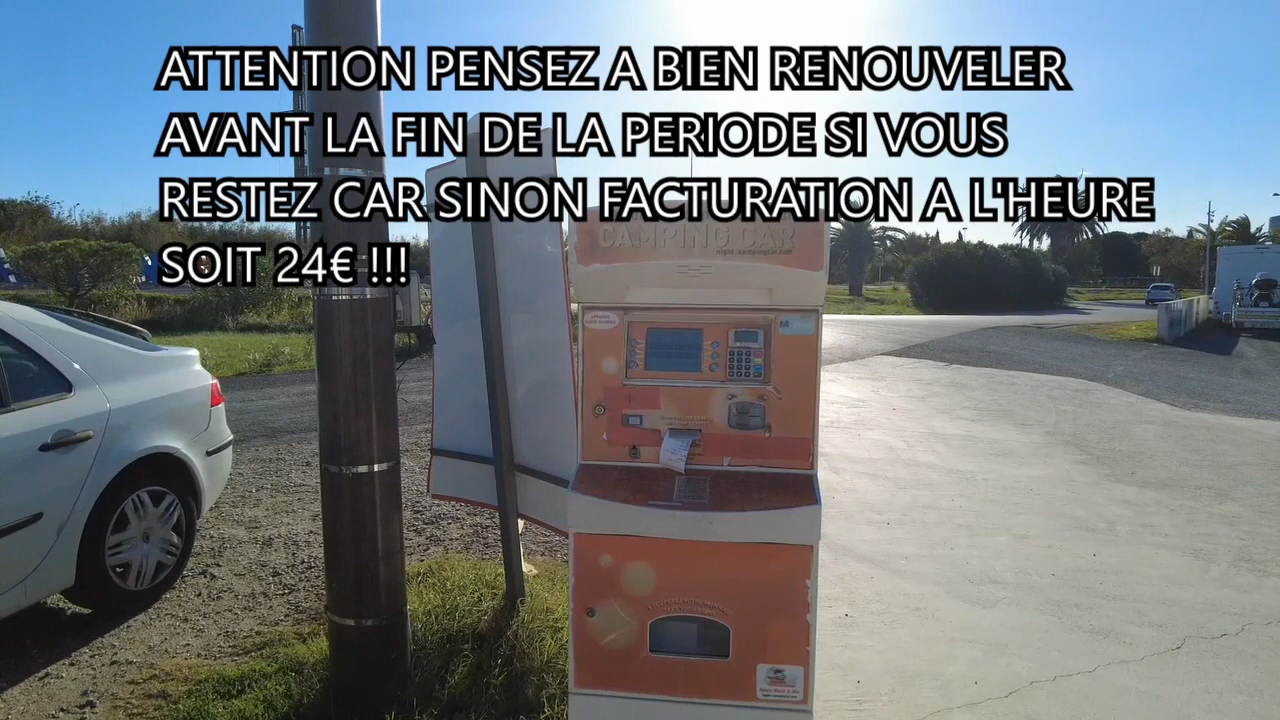 ATTENTION PENSEZ A BIEN RENOUVELER
AVANT LA FIN DE LA PERIODE SI VOUS
RESTEZ CAR SINON FACTURATION A L'HEURE
SOIT 24€ !!!
CAMPING CAR